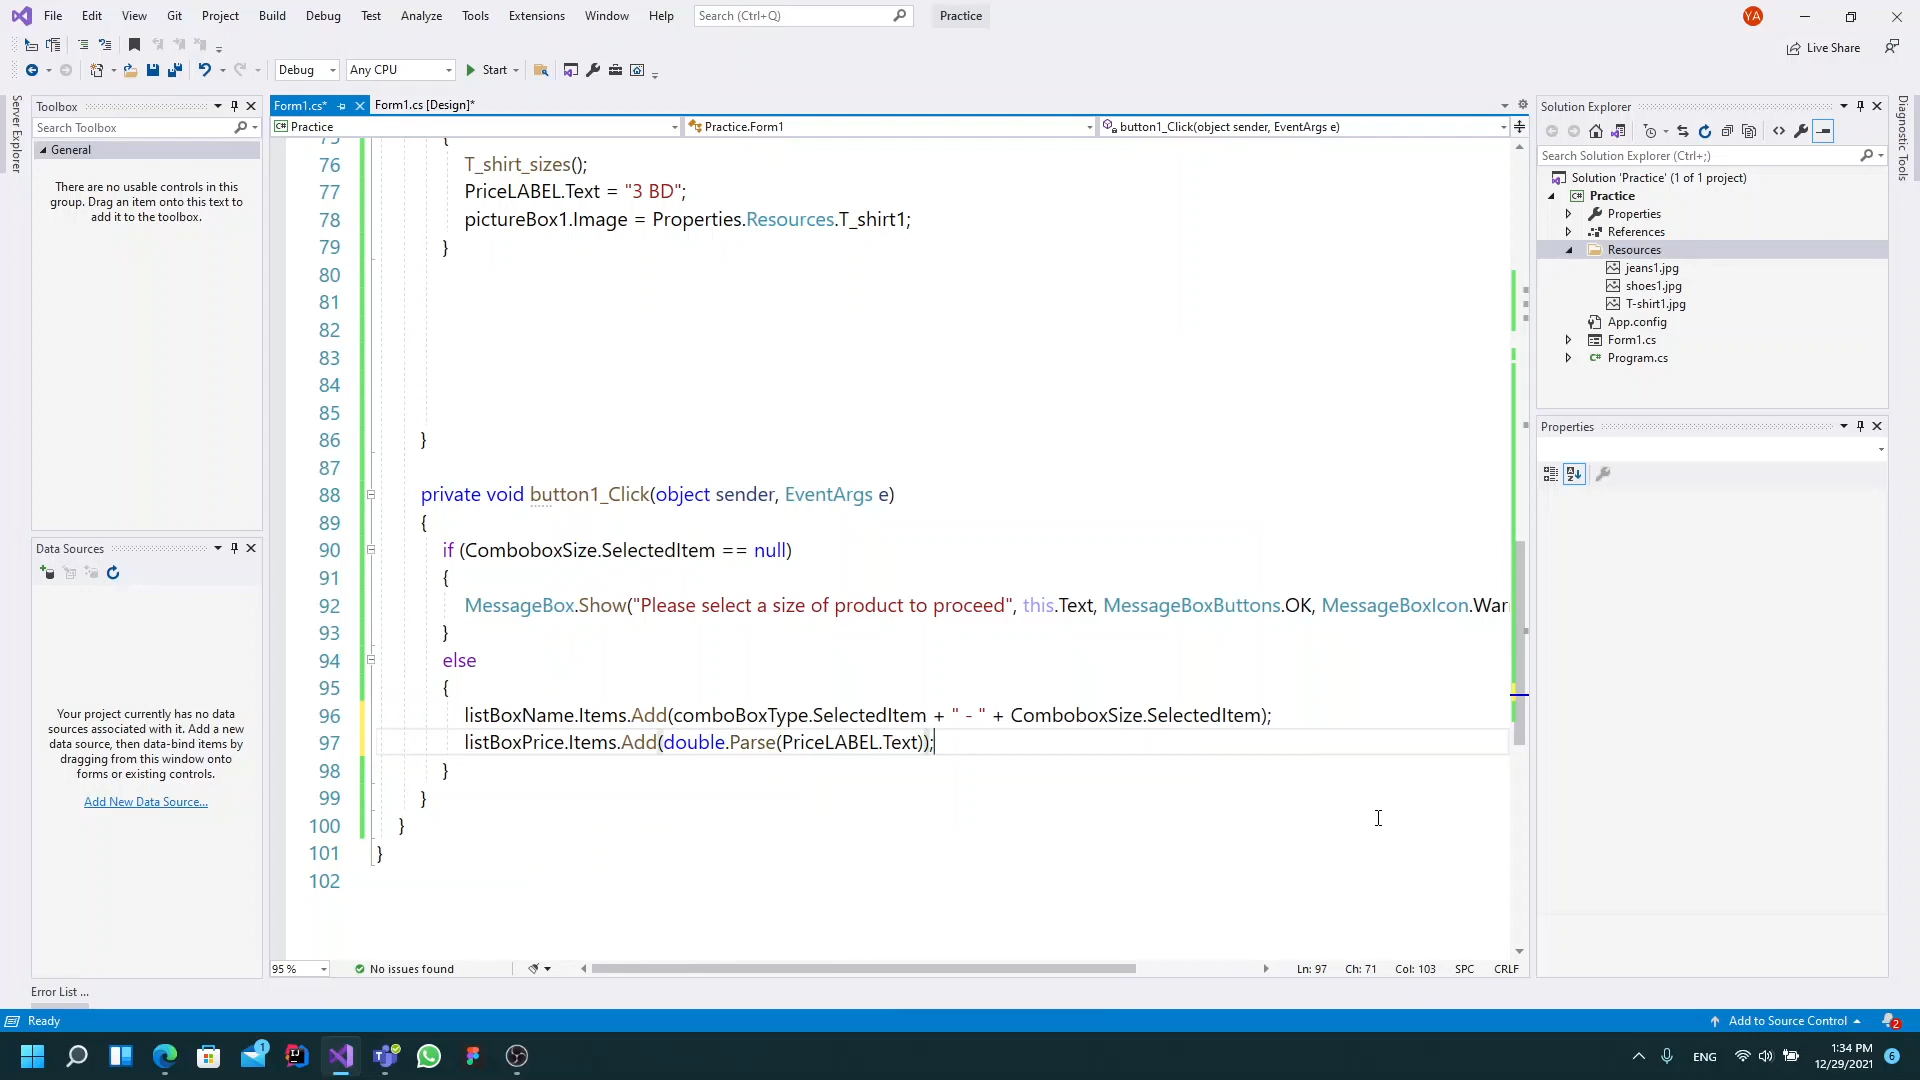 File Edit View Git Project Build Debug Test Analyze Tools Extensions Window Help Search (Ctrl+Q) Practice YA
Live Share
Debug Any CPU Start
Server Explorer
Toolbox
Search Toolbox
General
There are no usable controls in this
group. Drag an item onto this text to
add it to the toolbox.
Data Sources
Your project currently has no data
sources associated with it. Add a new
data source, then data-bind items by
dragging from this window onto
forms or existing controls.
Add New Data Source...
Error List ...
Form1.cs* Form1.cs [Design]*
Practice Practice.Form1 button1_Click(object sender, EventArgs e)
75 {
76 T_shirt_sizes();
77 PriceLABEL.Text = "3 BD";
78 pictureBox1.Image = Properties.Resources.T_shirt1;
79 }
80
81
82
83
84
85
86 }
87
88 private void button1_Click(object sender, EventArgs e)
89 {
90 if (ComboboxSize.SelectedItem == null)
91 {
92 MessageBox.Show("Please select a size of product to proceed", this.Text, MessageBoxButtons.OK, MessageBoxIcon.War
93 }
94 else
95 {
96 listBoxName.Items.Add(comboBoxType.SelectedItem + " - " + ComboboxSize.SelectedItem);
97 listBoxPrice.Items.Add(double.Parse(PriceLABEL.Text));
98 }
99 }
100 }
101 }
102
95 % No issues found Ln: 97 Ch: 71 Col: 103 SPC CRLF
Solution Explorer
Search Solution Explorer (Ctrl+;)
Solution 'Practice' (1 of 1 project)
Practice
Properties
References
Resources
jeans1.jpg
shoes1.jpg
T-shirt1.jpg
App.config
Form1.cs
Program.cs
Properties
Diagnostic Tools
Ready Add to Source Control 2
1 ENG 1:34 PM 6
12/29/2021